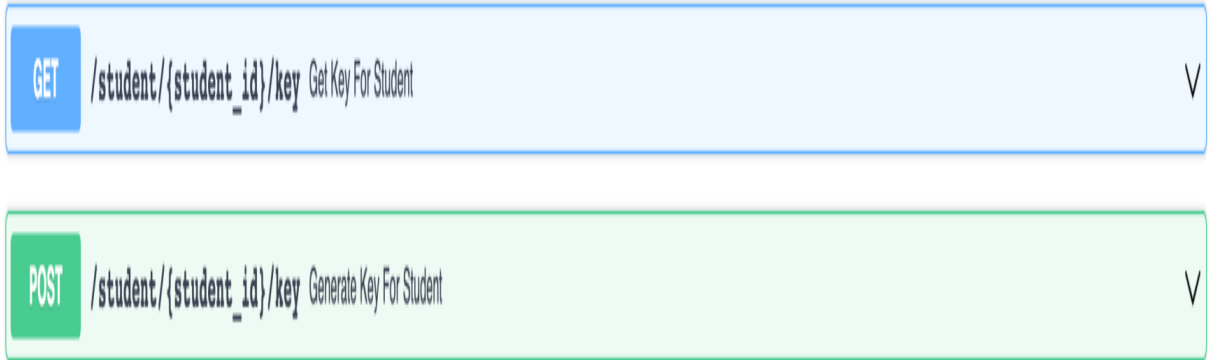 GET /student/{student_id}/key Get Key For Student
POST /student/{student_id}/key Generate Key For Student